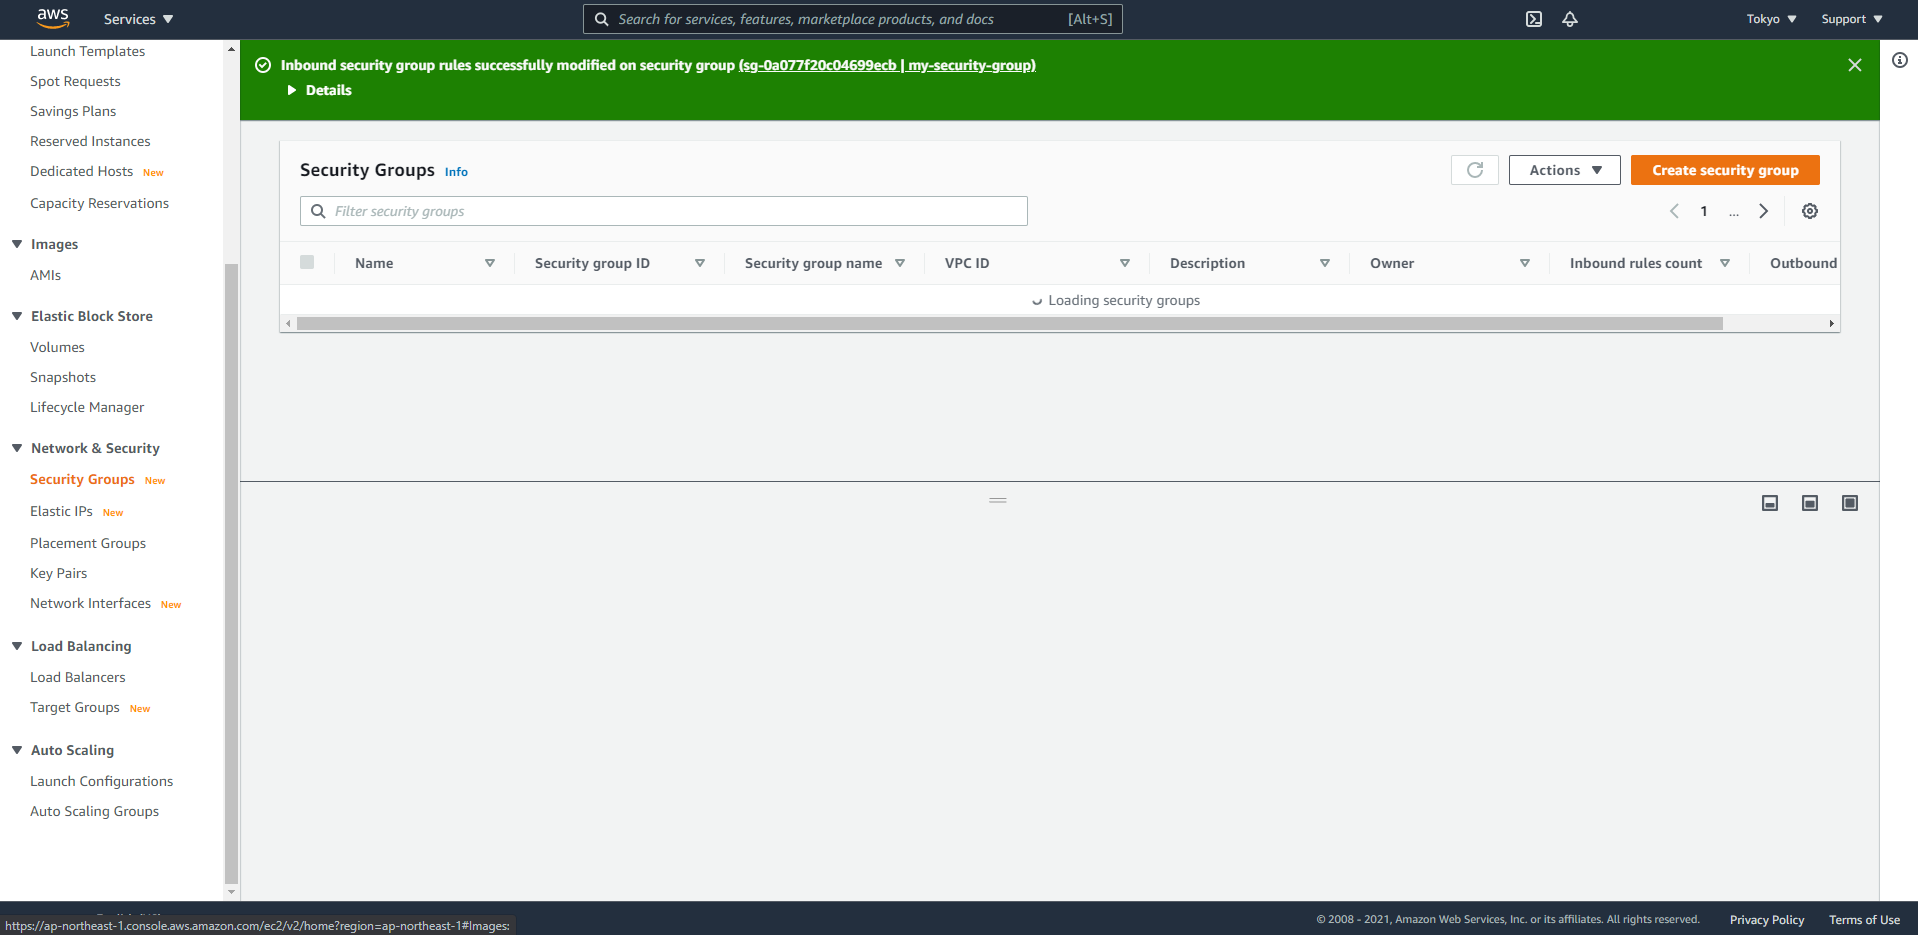 aws
Services
Search for services, features, marketplace products, and docs
[Alt+S]
Tokyo
Support
Launch Templates
Spot Requests
Savings Plans
Reserved Instances
Dedicated Hosts New
Capacity Reservations
Images
AMIs
Elastic Block Store
Volumes
Snapshots
Lifecycle Manager
Network & Security
Security Groups New
Elastic IPs New
Placement Groups
Key Pairs
Network Interfaces New
Load Balancing
Load Balancers
Target Groups New
Auto Scaling
Launch Configurations
Auto Scaling Groups
Inbound security group rules successfully modified on security group (sg-0a077f20c04699ecb | my-security-group)
Details
Security Groups Info
Actions
Create security group
Filter security groups
1 ...
Name Security group ID Security group name VPC ID Description Owner Inbound rules count Outbound
Loading security groups
https://ap-northeast-1.console.aws.amazon.com/ec2/v2/home?region=ap-northeast-1#Images:
© 2008 - 2021, Amazon Web Services, Inc. or its affiliates. All rights reserved.
Privacy Policy
Terms of Use